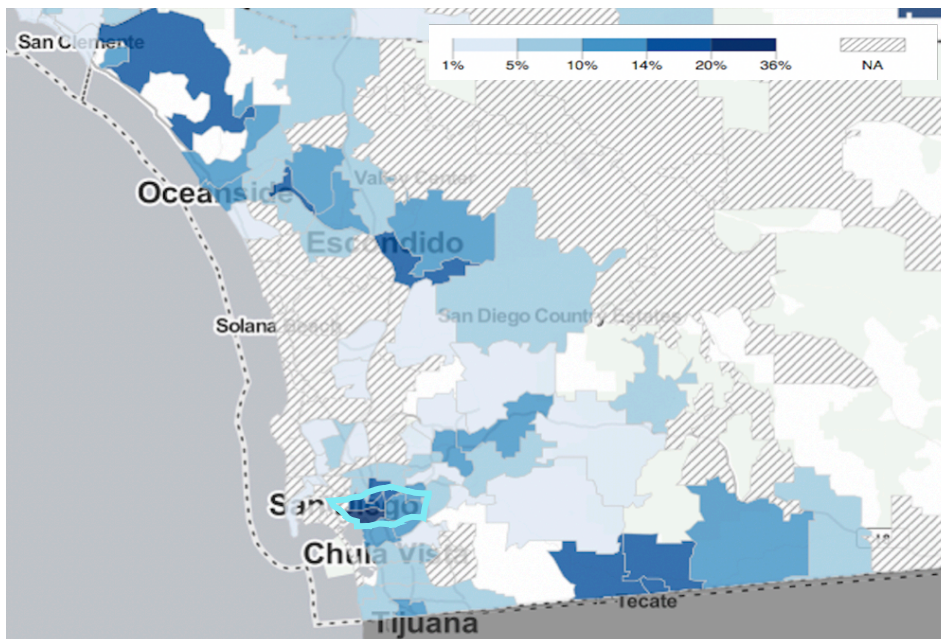 San Clemente
1% 5% 10% 14% 20% 36% NA
Oceanside
Valley Center
Escondido
Solana Beach
San Diego Country Estates
San Diego
Chula Vista
Tecate
Tijuana